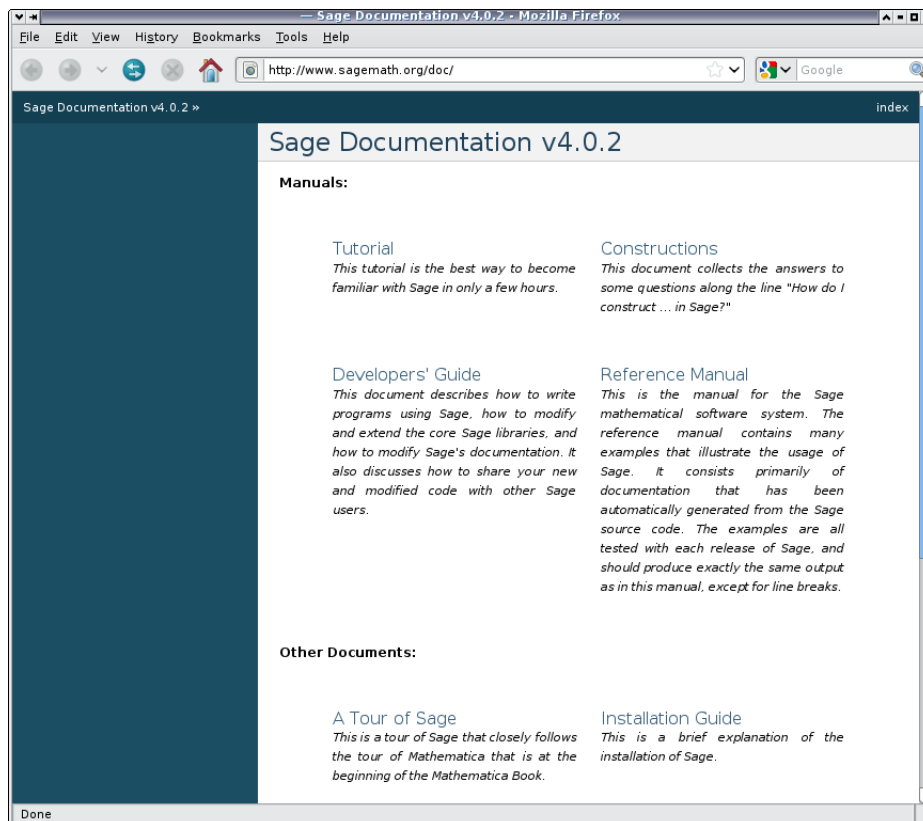 — Sage Documentation v4.0.2 - Mozilla Firefox
File Edit View History Bookmarks Tools Help
http://www.sagemath.org/doc/
Google
Sage Documentation v4.0.2 »
index
Sage Documentation v4.0.2
Manuals:
Tutorial
This tutorial is the best way to become
familiar with Sage in only a few hours.
Constructions
This document collects the answers to
some questions along the line "How do I
construct ... in Sage?"
Developers' Guide
This document describes how to write
programs using Sage, how to modify
and extend the core Sage libraries, and
how to modify Sage's documentation. It
also discusses how to share your new
and modified code with other Sage
users.
Reference Manual
This is the manual for the Sage
mathematical software system. The
reference manual contains many
examples that illustrate the usage of
Sage. It consists primarily of
documentation that has been
automatically generated from the Sage
source code. The examples are all
tested with each release of Sage, and
should produce exactly the same output
as in this manual, except for line breaks.
Other Documents:
A Tour of Sage
This is a tour of Sage that closely follows
the tour of Mathematica that is at the
beginning of the Mathematica Book.
Installation Guide
This is a brief explanation of the
installation of Sage.
Done